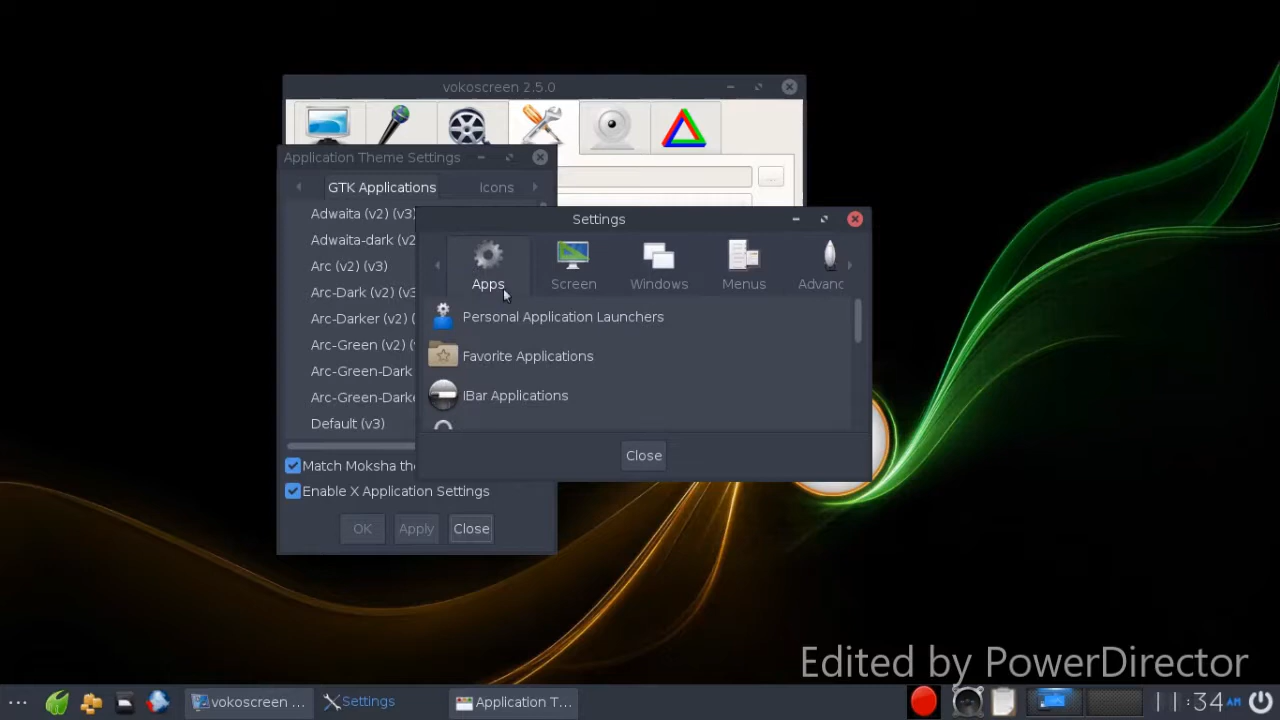 vokoscreen 2.5.0
Application Theme Settings
GTK Applications
Icons
Adwaita (v2) (v3)
Adwaita-dark (v2
Arc (v2) (v3)
Arc-Dark (v2) (v3
Arc-Darker (v2) (
Arc-Green (v2) (
Arc-Green-Dark
Arc-Green-Darke
Default (v3)
Match Moksha the
Enable X Application Settings
OK
Apply
Close
Settings
Apps
Screen
Windows
Menus
Advanc
Personal Application Launchers
Favorite Applications
IBar Applications
Close
Edited by PowerDirector
vokoscreen ...
Settings
Application T...
:34 AM